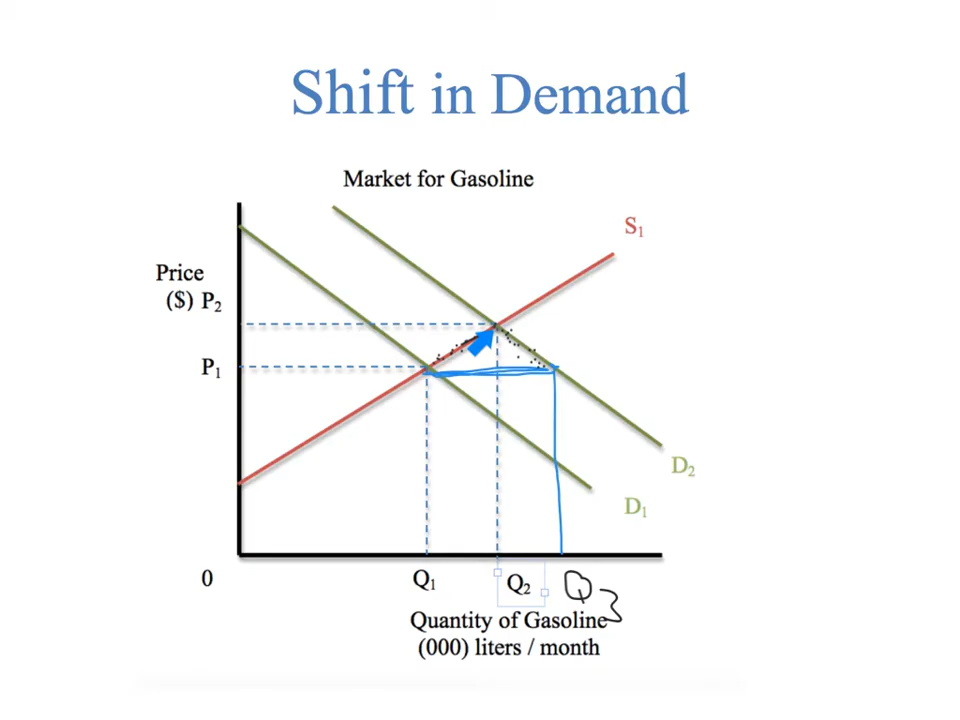 Shift in Demand
Market for Gasoline
S₁
Price
($) P₂
P₁
D₂
D₁
0 Q₁ Q₂ Q3
Quantity of Gasoline
(000) liters / month